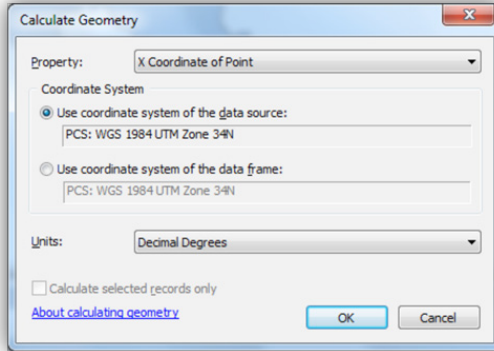 Calculate Geometry
Property: X Coordinate of Point
Coordinate System
Use coordinate system of the data source:
PCS: WGS 1984 UTM Zone 34N
Use coordinate system of the data frame:
PCS: WGS 1984 UTM Zone 34N
Units: Decimal Degrees
Calculate selected records only
About calculating geometry
OK Cancel